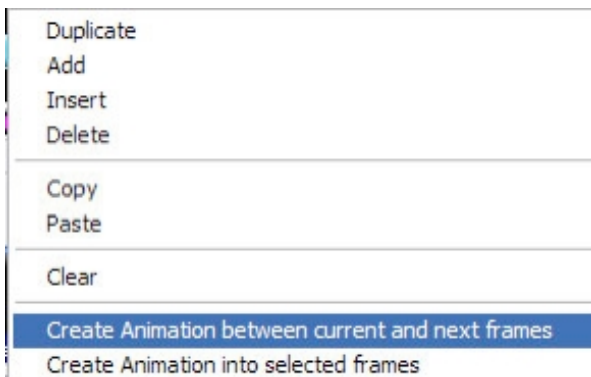 Duplicate
Add
Insert
Delete
Copy
Paste
Clear
Create Animation between current and next frames
Create Animation into selected frames